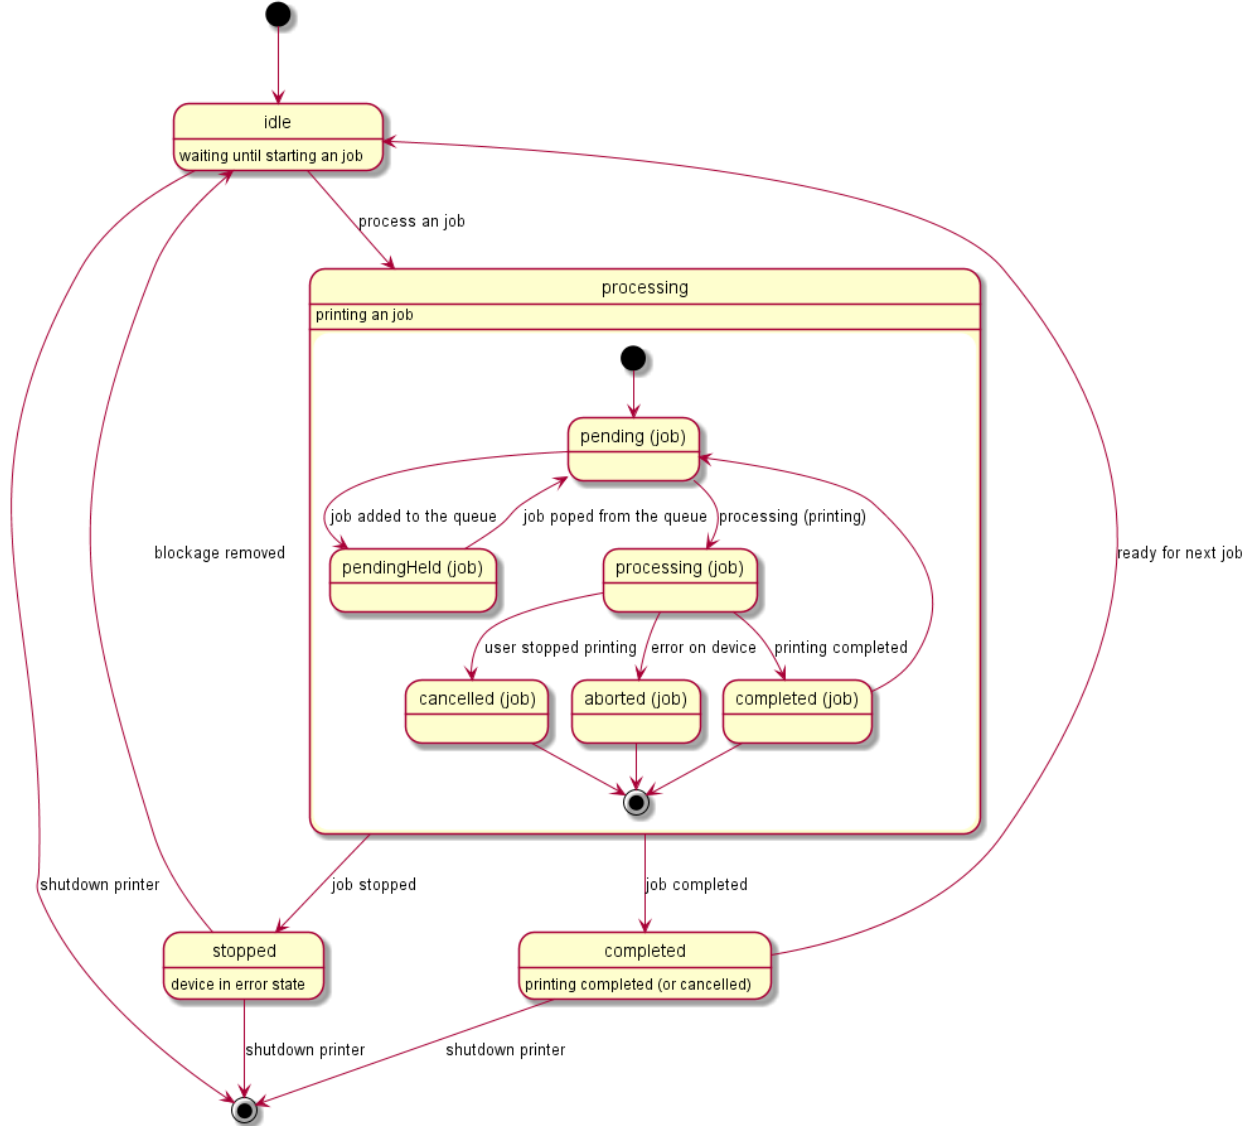 idle
waiting until starting an job
process an job
processing
printing an job
pending (job)
job added to the queue
job poped from the queue
processing (printing)
pendingHeld (job)
processing (job)
blockage removed
ready for next job
user stopped printing
error on device
printing completed
cancelled (job)
aborted (job)
completed (job)
shutdown printer
job stopped
job completed
stopped
device in error state
completed
printing completed (or cancelled)
shutdown printer
shutdown printer